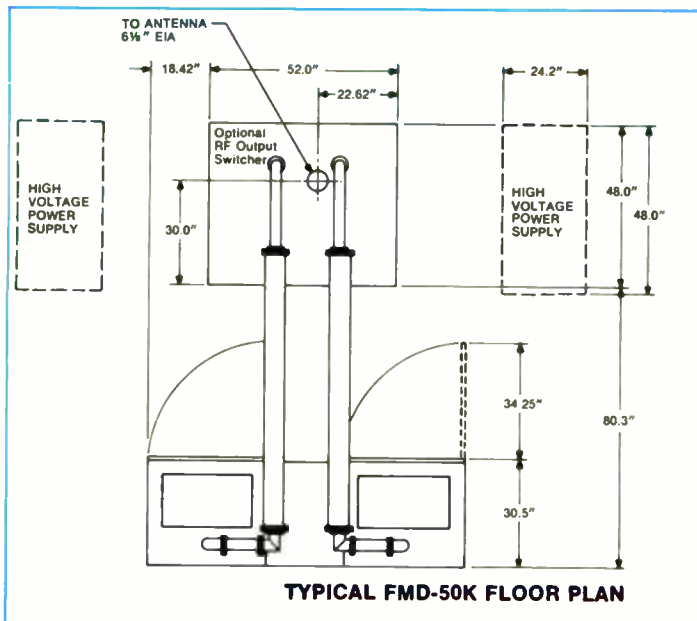 TO ANTENNA
6⅛" EIA
18.42"
52.0"
24.2"
22.62"
Optional
RF Output
Switcher
HIGH
VOLTAGE
POWER
SUPPLY
30.0"
HIGH
VOLTAGE
POWER
SUPPLY
48.0"
48.0"
34.25"
80.3"
30.5"
TYPICAL FMD-50K FLOOR PLAN